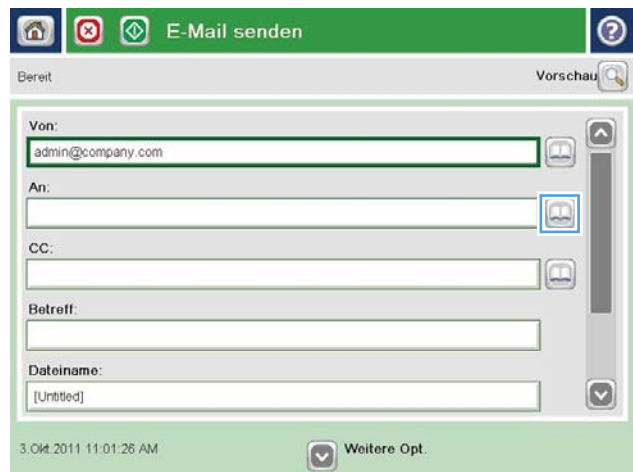 E-Mail senden
Bereit
Vorschau
Von:
admin@company.com
An:
CC:
Betreff:
Dateiname:
[Untitled]
3.Okt.2011 11:01:26 AM
Weitere Opt.